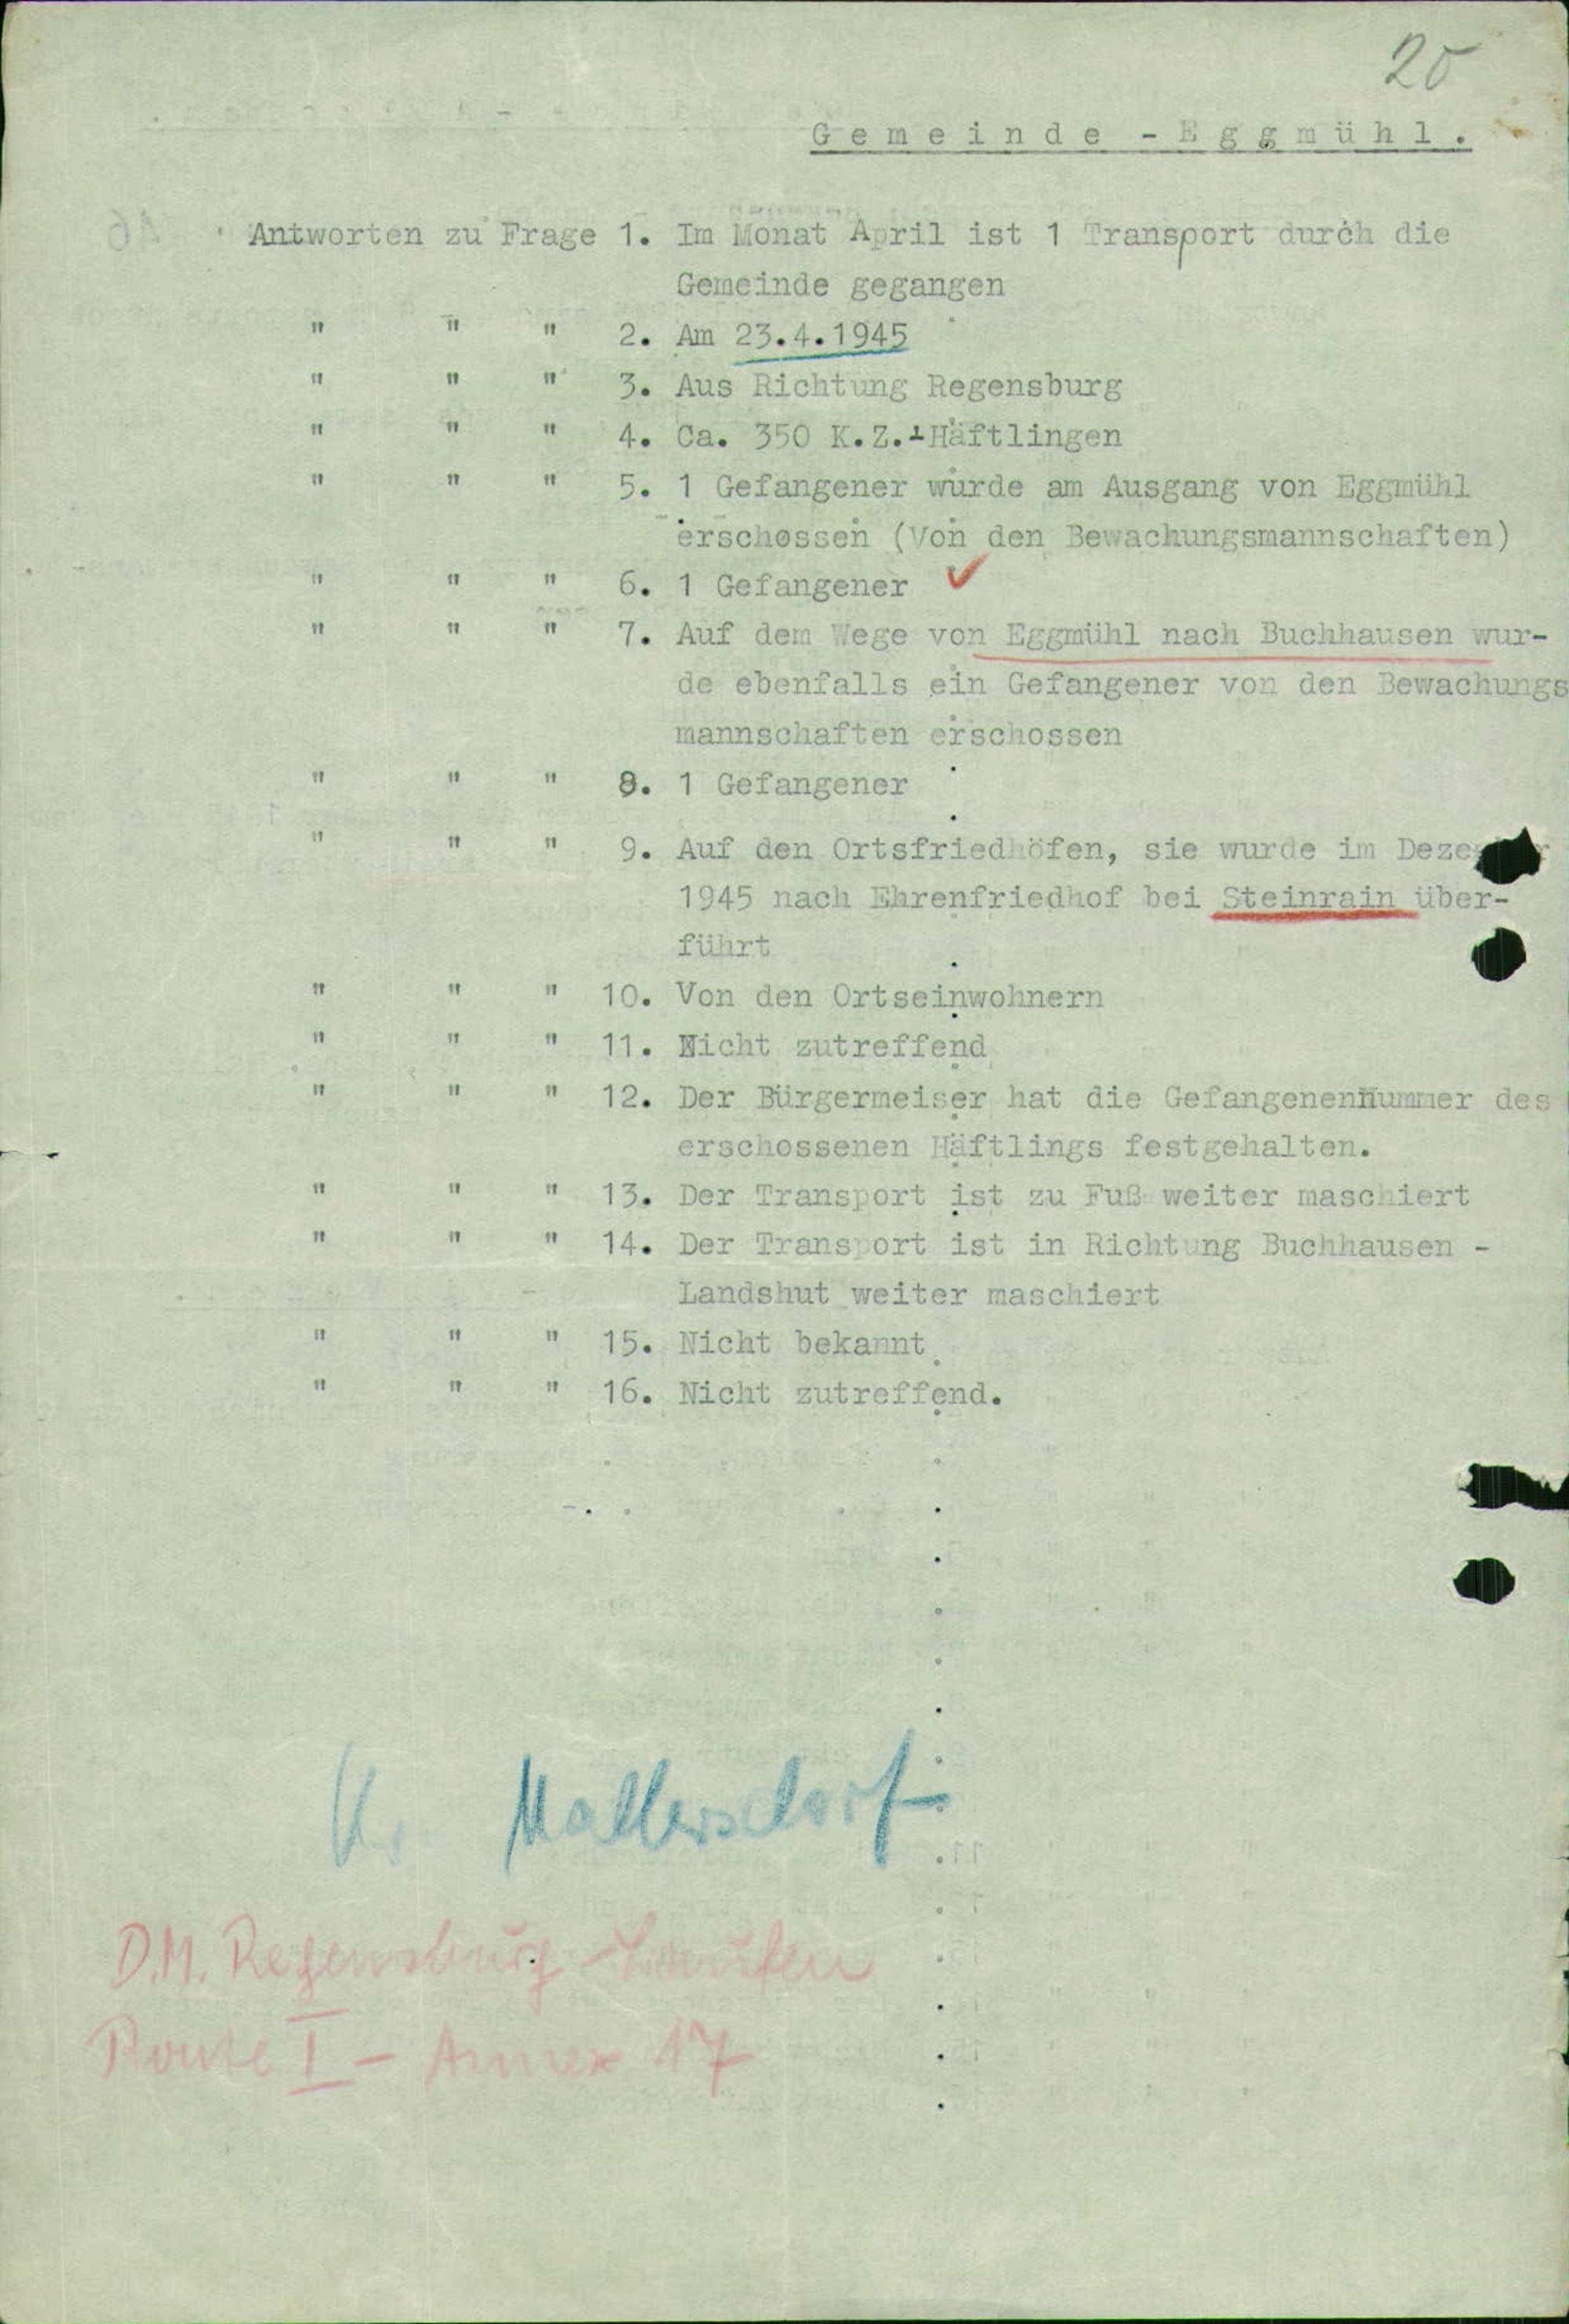 20
Gemeinde - Eggmühl.
Antworten zu Frage 1. Im Monat April ist 1 Transport durch die
Gemeinde gegangen
" " " 2. Am 23.4.1945
" " " 3. Aus Richtung Regensburg
" " " 4. Ca. 350 K.Z.-Häftlingen
" " " 5. 1 Gefangener wurde am Ausgang von Eggmühl
erschossen (Von den Bewachungsmannschaften)
" " " 6. 1 Gefangener ✓
" " " 7. Auf dem Wege von Eggmühl nach Buchhausen wur-
de ebenfalls ein Gefangener von den Bewachungs
mannschaften erschossen
" " " 8. 1 Gefangener
" " " 9. Auf den Ortsfriedhöfen, sie wurde im
1945 nach Ehrenfriedhof bei Steinrain über-
führt
" " " 10. Von den Ortseinwohnern
" " " 11. Nicht zutreffend
" " " 12. Der Bürgermeiser hat die Gefangenennummer des
erschossenen Häftlings festgehalten.
" " " 13. Der Transport ist zu Fuß weiter maschiert
" " " 14. Der Transport ist in Richtung Buchhausen -
Landshut weiter maschiert
" " " 15. Nicht bekannt
" " " 16. Nicht zutreffend.
K. Mallersdorf
D.M. Regensburg - Laufen
Route I - Annex 17